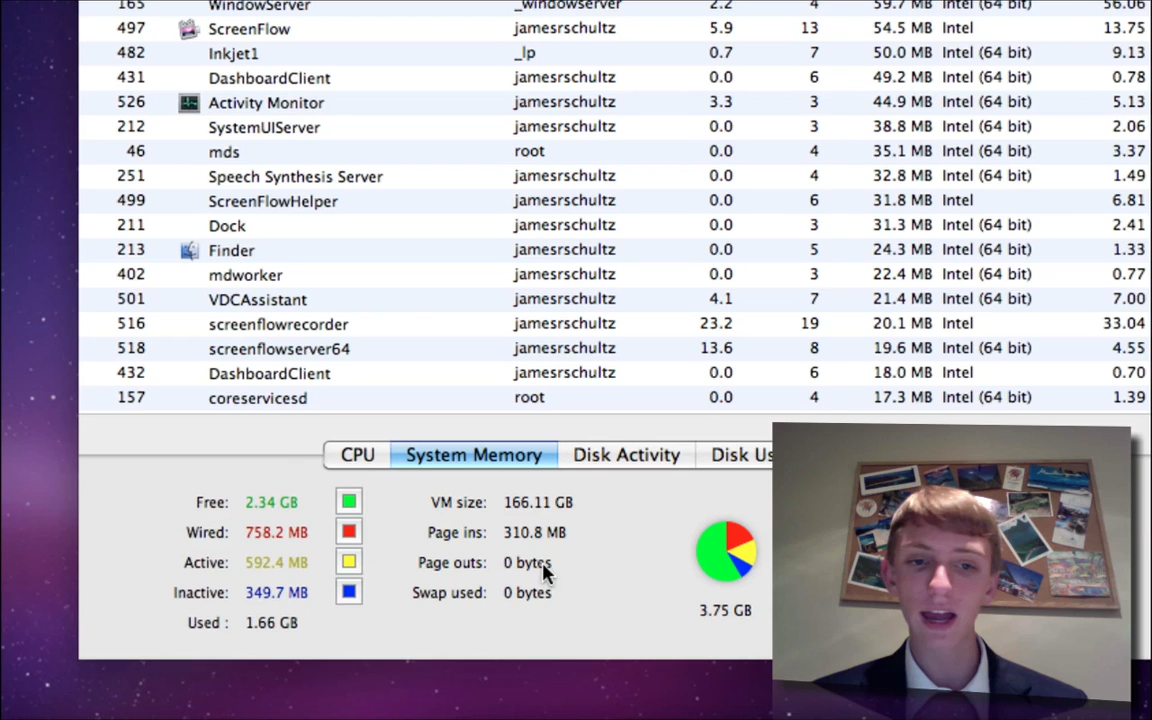 165 WindowServer _windowserver 2.2 4 59.7 MB Intel (64 bit) 56.06
497 ScreenFlow jamesrschultz 5.9 13 54.5 MB Intel 13.75
482 Inkjet1 _lp 0.7 7 50.0 MB Intel (64 bit) 9.13
431 DashboardClient jamesrschultz 0.0 6 49.2 MB Intel (64 bit) 0.78
526 Activity Monitor jamesrschultz 3.3 3 44.9 MB Intel (64 bit) 5.13
212 SystemUIServer jamesrschultz 0.0 3 38.8 MB Intel (64 bit) 2.06
46 mds root 0.0 4 35.1 MB Intel (64 bit) 3.37
251 Speech Synthesis Server jamesrschultz 0.0 4 32.8 MB Intel (64 bit) 1.49
499 ScreenFlowHelper jamesrschultz 0.0 6 31.8 MB Intel 6.81
211 Dock jamesrschultz 0.0 3 31.3 MB Intel (64 bit) 2.41
213 Finder jamesrschultz 0.0 5 24.3 MB Intel (64 bit) 1.33
402 mdworker jamesrschultz 0.0 3 22.4 MB Intel (64 bit) 0.77
501 VDCAssistant jamesrschultz 4.1 7 21.4 MB Intel (64 bit) 7.00
516 screenflowrecorder jamesrschultz 23.2 19 20.1 MB Intel 33.04
518 screenflowserver64 jamesrschultz 13.6 8 19.6 MB Intel (64 bit) 4.55
432 DashboardClient jamesrschultz 0.0 6 18.0 MB Intel 0.70
157 coreservicesd root 0.0 4 17.3 MB Intel (64 bit) 1.39
CPU System Memory Disk Activity Disk Us
Free: 2.34 GB VM size: 166.11 GB
Wired: 758.2 MB Page ins: 310.8 MB
Active: 592.4 MB Page outs: 0 bytes
Inactive: 349.7 MB Swap used: 0 bytes
Used : 1.66 GB 3.75 GB